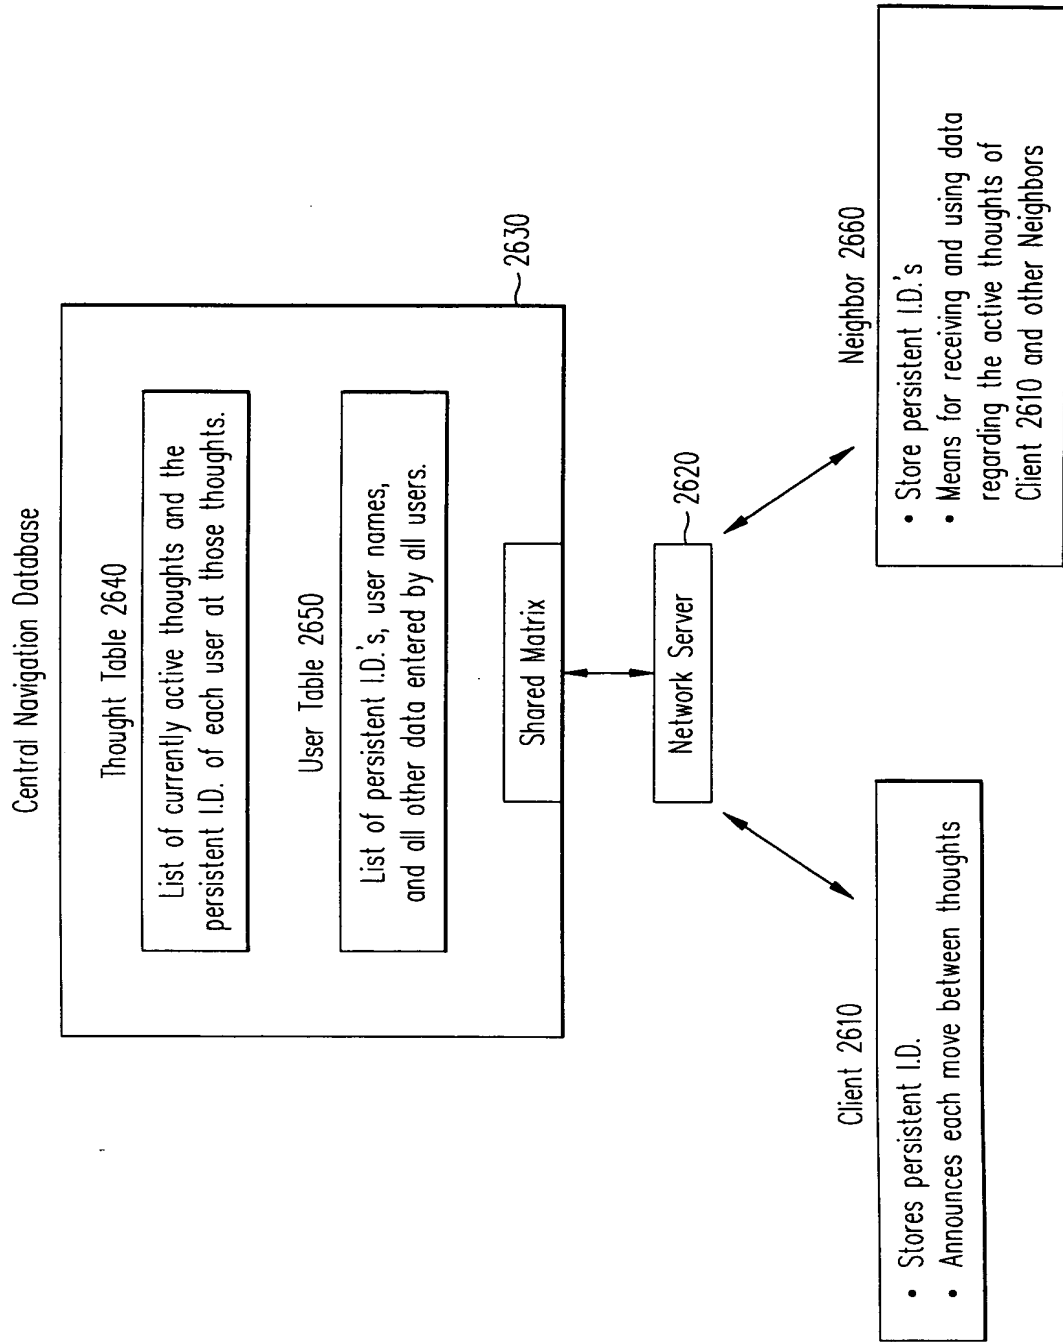 Central Navigation Database
Thought Table 2640
List of currently active thoughts and the
persistent I.D. of each user at those thoughts.
User Table 2650
List of persistent I.D.'s, user names,
and all other data entered by all users.
2630
Shared Matrix
2620
Network Server
Client 2610
• Stores persistent I.D.
• Announces each move between thoughts
Neighbor 2660
• Store persistent I.D.'s
• Means for receiving and using data
regarding the active thoughts of
Client 2610 and other Neighbors